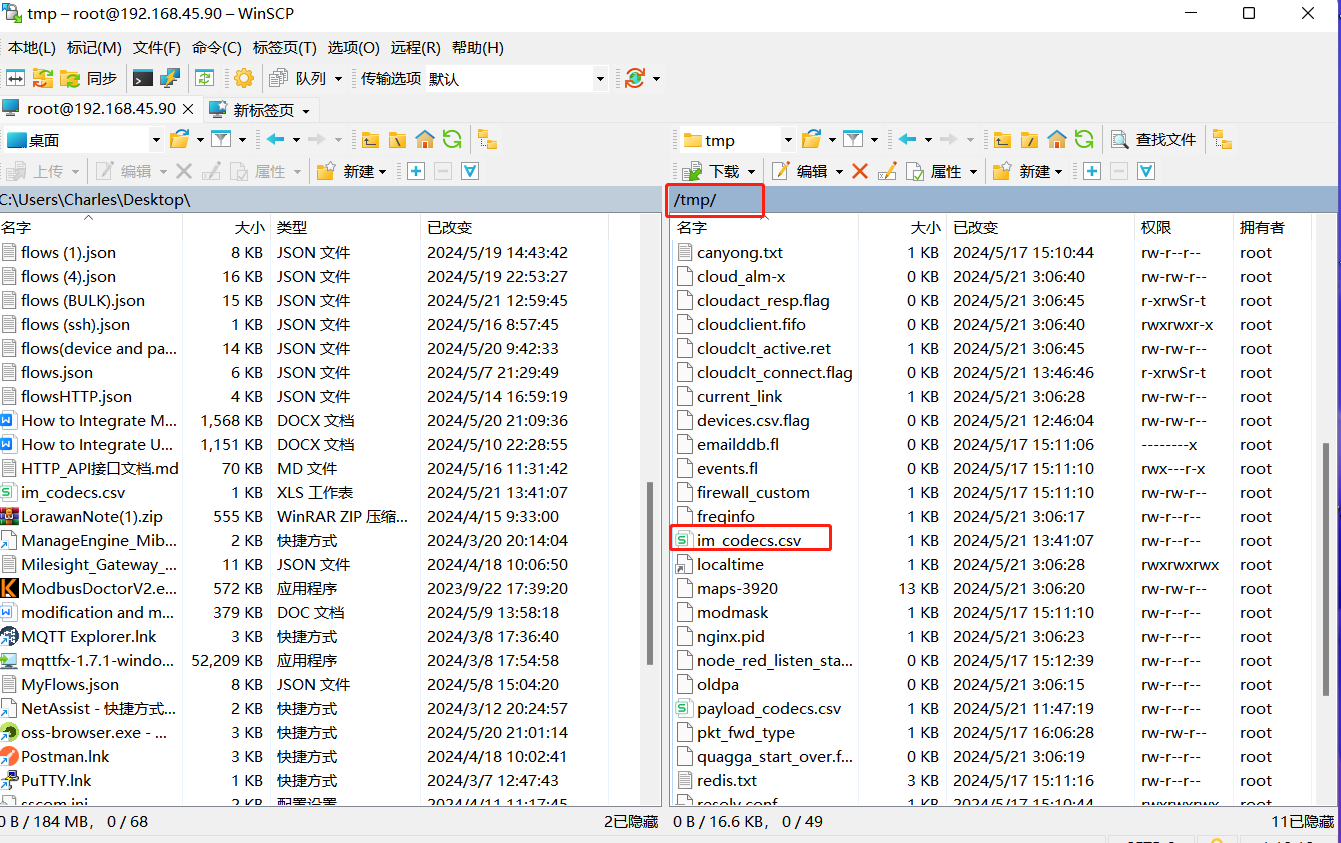 tmp – root@192.168.45.90 – WinSCP
本地(L) 标记(M) 文件(F) 命令(C) 标签页(T) 选项(O) 远程(R) 帮助(H)
同步 队列 传输选项 默认
root@192.168.45.90 新标签页
桌面
上传 编辑 属性 新建
C:\Users\Charles\Desktop\
名字 大小 类型 已改变
flows (1).json 8 KB JSON 文件 2024/5/19 14:43:42
flows (4).json 16 KB JSON 文件 2024/5/19 22:53:27
flows (BULK).json 15 KB JSON 文件 2024/5/21 12:59:45
flows (ssh).json 1 KB JSON 文件 2024/5/16 8:57:45
flows(device and pa... 14 KB JSON 文件 2024/5/20 9:42:33
flows.json 6 KB JSON 文件 2024/5/7 21:29:49
flowsHTTP.json 4 KB JSON 文件 2024/5/14 16:59:19
How to Integrate M... 1,568 KB DOCX 文档 2024/5/20 21:09:36
How to Integrate U... 1,151 KB DOCX 文档 2024/5/10 22:28:55
HTTP_API接口文档.md 70 KB MD 文件 2024/5/16 11:31:42
im_codecs.csv 1 KB XLS 工作表 2024/5/21 13:41:07
LorawanNote(1).zip 555 KB WinRAR ZIP 压缩... 2024/4/15 9:33:00
ManageEngine_Mib... 2 KB 快捷方式 2024/3/20 20:14:04
Milesight_Gateway_... 11 KB JSON 文件 2024/4/18 10:06:50
ModbusDoctorV2.e... 572 KB 应用程序 2023/9/22 17:39:20
modification and m... 379 KB DOC 文档 2024/5/9 13:58:18
MQTT Explorer.lnk 3 KB 快捷方式 2024/3/8 17:36:40
mqttfx-1.7.1-windo... 52,209 KB 应用程序 2024/3/8 17:54:58
MyFlows.json 8 KB JSON 文件 2024/5/8 15:04:20
NetAssist - 快捷方式... 2 KB 快捷方式 2024/3/12 20:24:57
oss-browser.exe - ... 3 KB 快捷方式 2024/5/20 21:01:14
Postman.lnk 3 KB 快捷方式 2024/4/18 10:02:41
PuTTY.lnk 1 KB 快捷方式 2024/3/7 12:47:43
sscom.ini 2 KB 配置设置 2024/4/11 11:17:45
0 B / 184 MB， 0 / 68 2已隐藏
tmp 查找文件
下载 编辑 属性 新建
/tmp/
名字 大小 已改变 权限 拥有者
canyong.txt 1 KB 2024/5/17 15:10:44 rw-r--r-- root
cloud_alm-x 0 KB 2024/5/21 3:06:40 rw-rw-r-- root
cloudact_resp.flag 0 KB 2024/5/21 3:06:45 r-xrwSr-t root
cloudclient.fifo 0 KB 2024/5/21 3:06:40 rwxrwxr-x root
cloudclt_active.ret 1 KB 2024/5/21 3:06:45 rw-rw-r-- root
cloudclt_connect.flag 0 KB 2024/5/21 13:46:46 r-xrwSr-t root
current_link 1 KB 2024/5/21 3:06:28 rw-rw-r-- root
devices.csv.flag 0 KB 2024/5/21 12:46:04 rw-r--r-- root
emailddb.fl 0 KB 2024/5/17 15:11:06 --------x root
events.fl 0 KB 2024/5/17 15:11:10 rwx---r-x root
firewall_custom 1 KB 2024/5/17 15:11:10 rw-r--r-- root
freqinfo 1 KB 2024/5/21 3:06:17 rw-r--r-- root
im_codecs.csv 1 KB 2024/5/21 13:41:07 rw-r--r-- root
localtime 1 KB 2024/5/21 3:06:28 rwxrwxrwx root
maps-3920 13 KB 2024/5/21 3:06:20 rw-r--r-- root
modmask 1 KB 2024/5/17 15:11:10 rw-r--r-- root
nginx.pid 1 KB 2024/5/21 3:06:23 rw-r--r-- root
node_red_listen_sta... 0 KB 2024/5/17 15:12:39 rw-r--r-- root
oldpa 0 KB 2024/5/21 3:06:15 rw-r--r-- root
payload_codecs.csv 1 KB 2024/5/21 11:47:19 rw-r--r-- root
pkt_fwd_type 1 KB 2024/5/17 16:06:28 rw-r--r-- root
quagga_start_over.f... 1 KB 2024/5/21 3:06:19 rw-r--r-- root
redis.txt 3 KB 2024/5/17 15:11:16 rw-r--r-- root
resolv.conf 1 KB 2024/5/17 15:10:44 rwxrwxrwx root
0 B / 16.6 KB， 0 / 49 11已隐藏